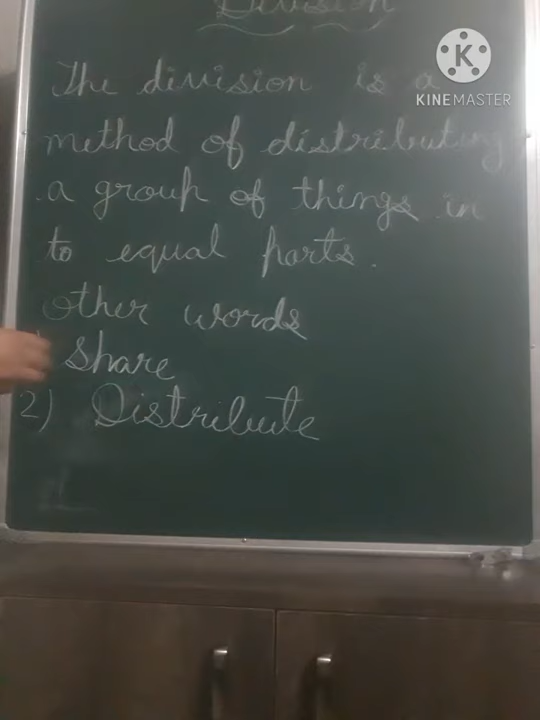 Division
The division is a
method of distributing
a group of things in
to equal parts.
other words
share
2) Distribute
K
KINEMASTER